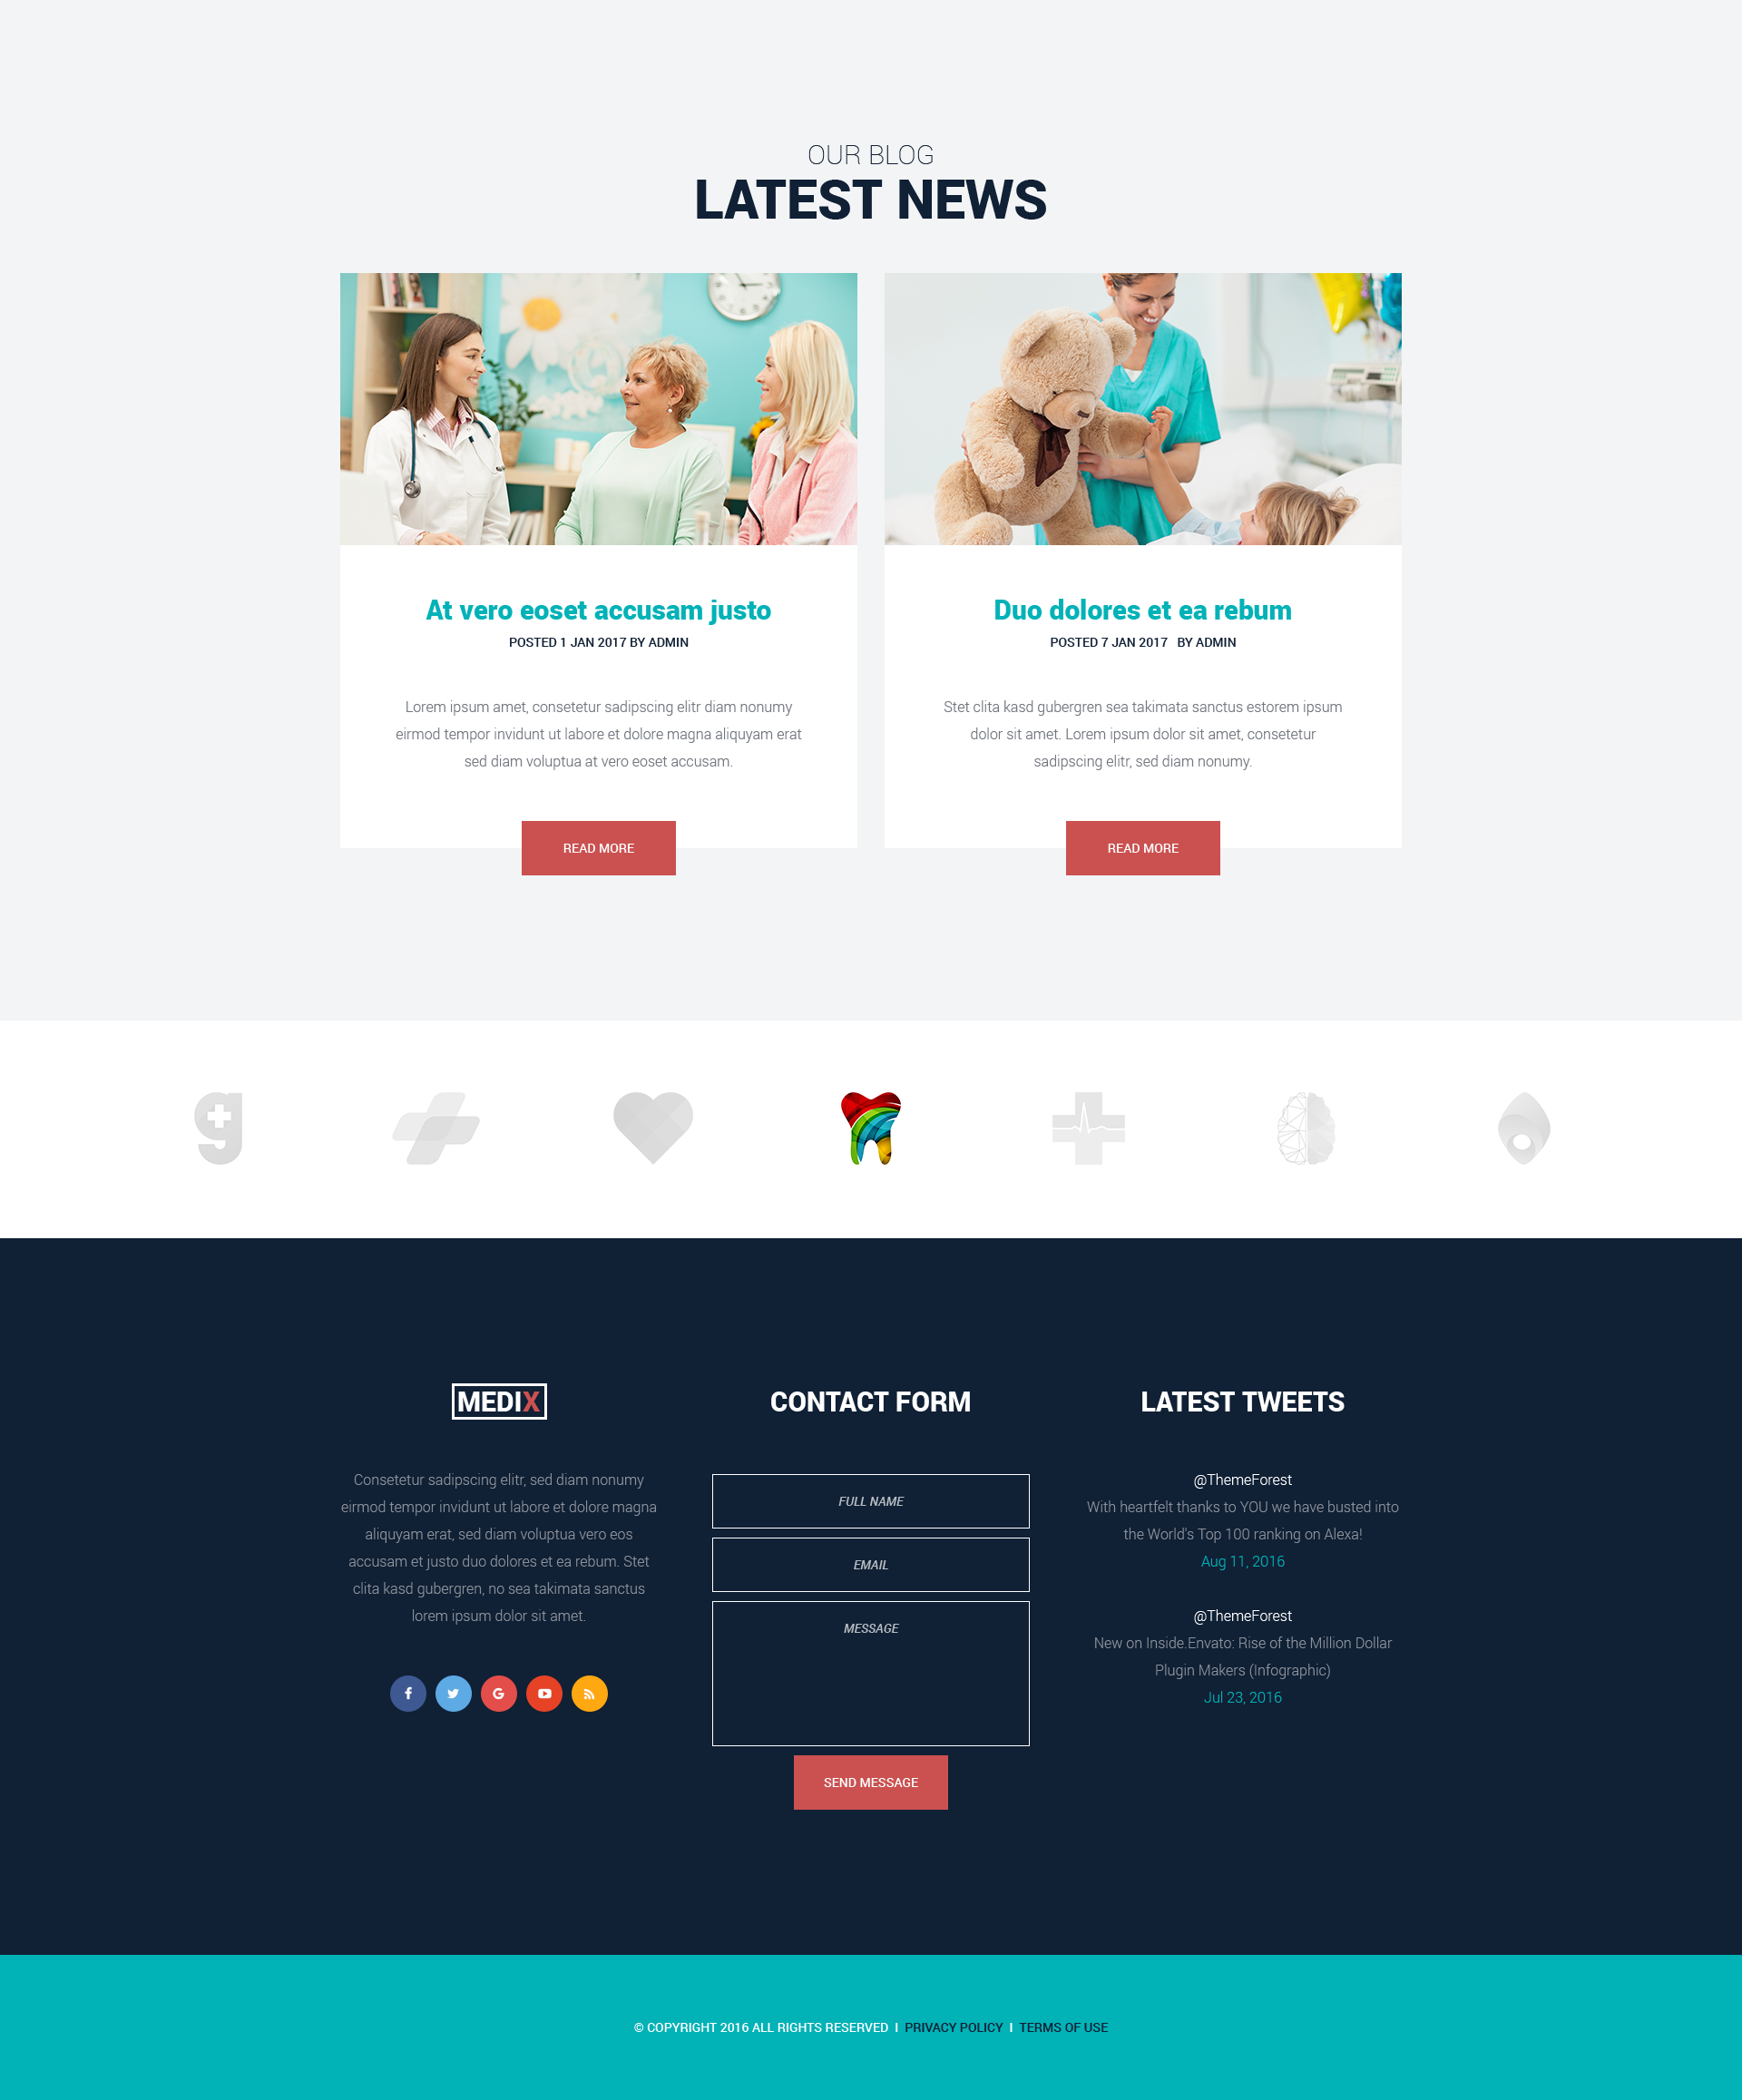 OUR BLOG
LATEST NEWS
At vero eoset accusam justo
POSTED 1 JAN 2017 BY ADMIN
Lorem ipsum amet, consetetur sadipscing elitr diam nonumy
eirmod tempor invidunt ut labore et dolore magna aliquyam erat
sed diam voluptua at vero eoset accusam.
READ MORE
Duo dolores et ea rebum
POSTED 7 JAN 2017 BY ADMIN
Stet clita kasd gubergren sea takimata sanctus estorem ipsum
dolor sit amet. Lorem ipsum dolor sit amet, consetetur
sadipscing elitr, sed diam nonumy.
READ MORE
MEDIX
Consetetur sadipscing elitr, sed diam nonumy
eirmod tempor invidunt ut labore et dolore magna
aliquyam erat, sed diam voluptua vero eos
accusam et justo duo dolores et ea rebum. Stet
clita kasd gubergren, no sea takimata sanctus
lorem ipsum dolor sit amet.
CONTACT FORM
FULL NAME
EMAIL
MESSAGE
SEND MESSAGE
LATEST TWEETS
@ThemeForest
With heartfelt thanks to YOU we have busted into
the World's Top 100 ranking on Alexa!
Aug 11, 2016
@ThemeForest
New on Inside.Envato: Rise of the Million Dollar
Plugin Makers (Infographic)
Jul 23, 2016
© COPYRIGHT 2016 ALL RIGHTS RESERVED I PRIVACY POLICY I TERMS OF USE